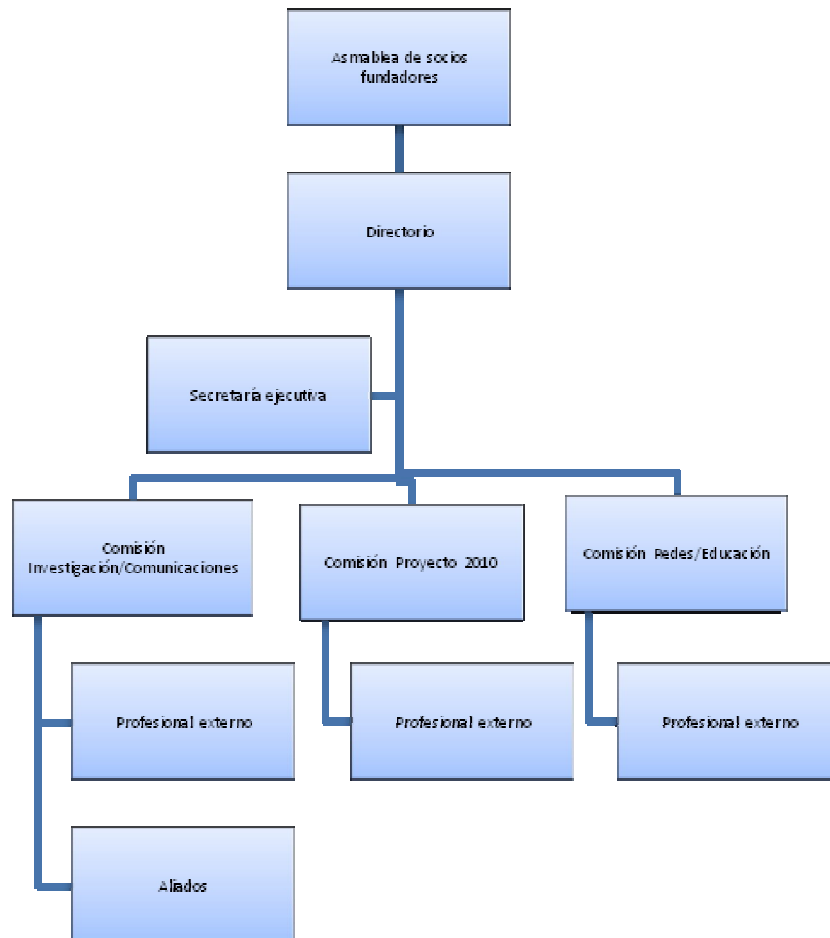 Asmablea de socios
fundadores
Directorio
Secretaría ejecutiva
Comisión
Investigación/Comunicaciones
Comisión Proyecto 2010
Comisión Redes/Educación
Profesional externo
Profesional externo
Profesional externo
Aliados